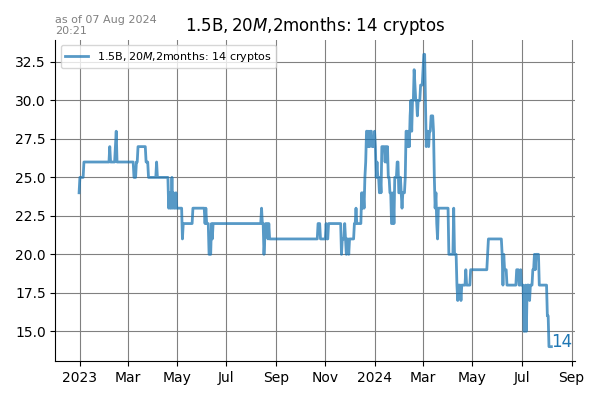 as of 07 Aug 2024
20:21
1.5B, 20M,2months: 14 cryptos
1.5B, 20M,2months: 14 cryptos
32.5
30.0
27.5
25.0
22.5
20.0
17.5
15.0
14
2023 Mar May Jul Sep Nov 2024 Mar May Jul Sep